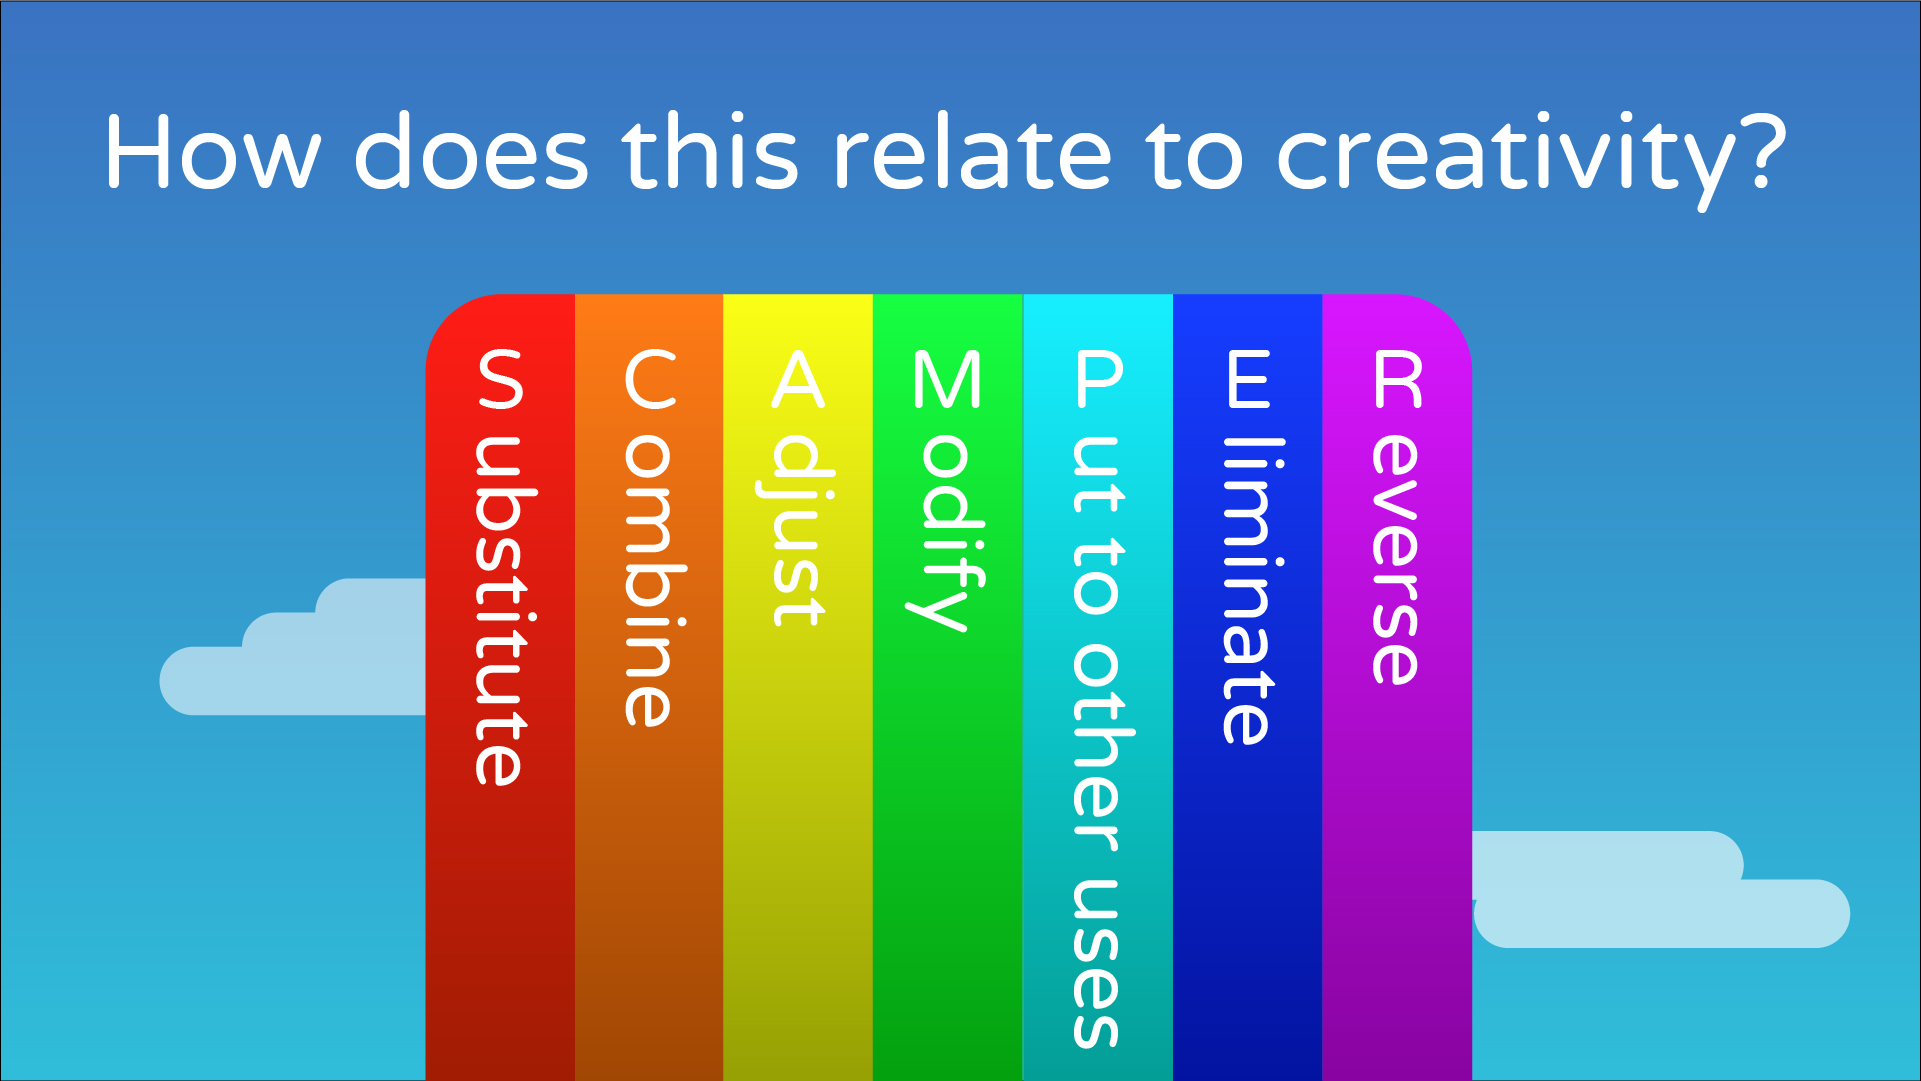 How does this relate to creativity?
Substitute
Combine
Adjust
Modify
Put to other uses
Eliminate
Reverse